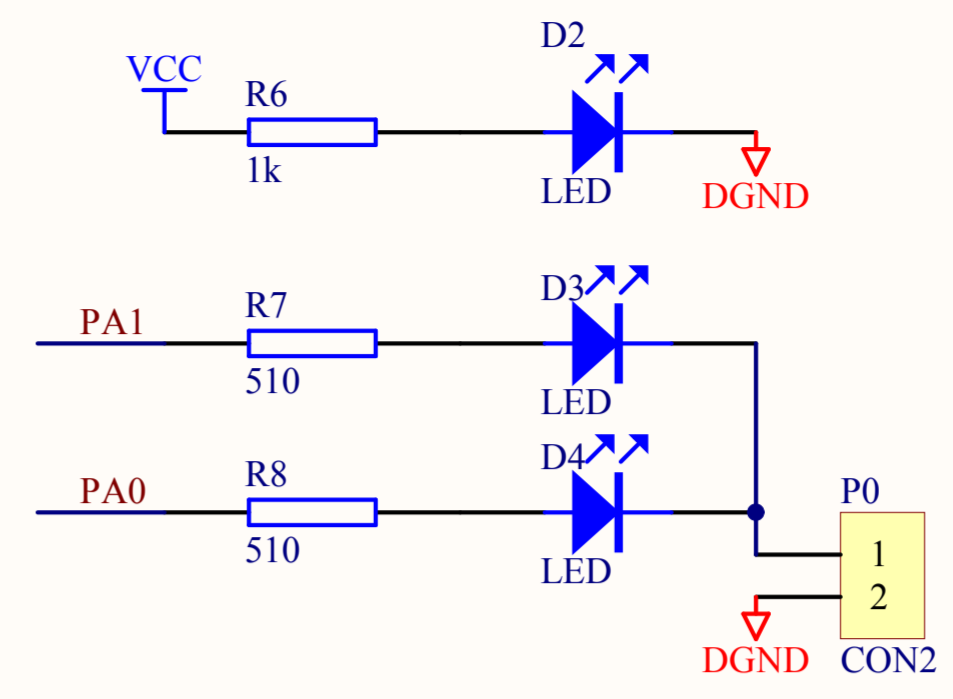 D2
VCC
R6
1k
LED
DGND
D3
R7
PA1
510
LED
D4
R8
PA0
P0
510
1
LED
2
DGND
CON2